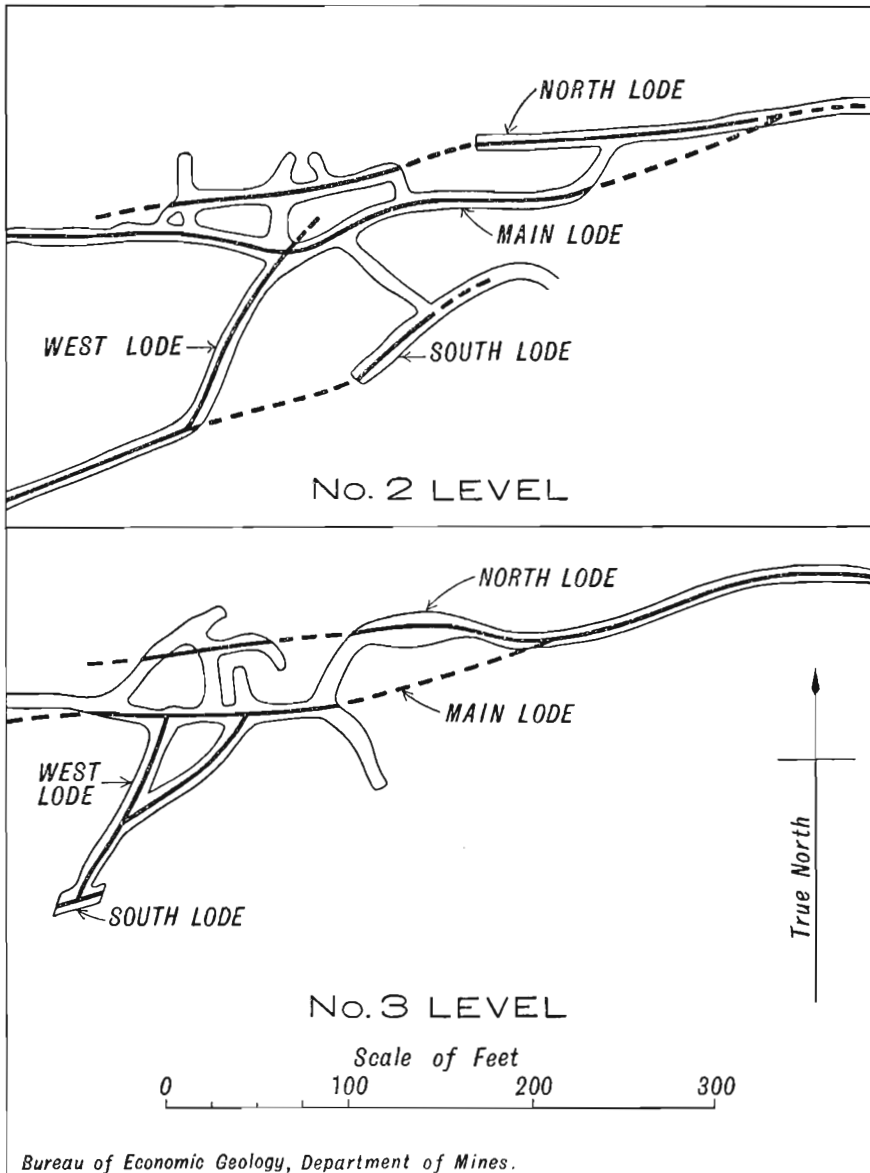 NORTH LODE
MAIN LODE
WEST LODE
SOUTH LODE
No. 2 LEVEL
NORTH LODE
MAIN LODE
WEST
LODE
SOUTH LODE
True North
No. 3 LEVEL
Scale of Feet
0 100 200 300
Bureau of Economic Geology, Department of Mines.